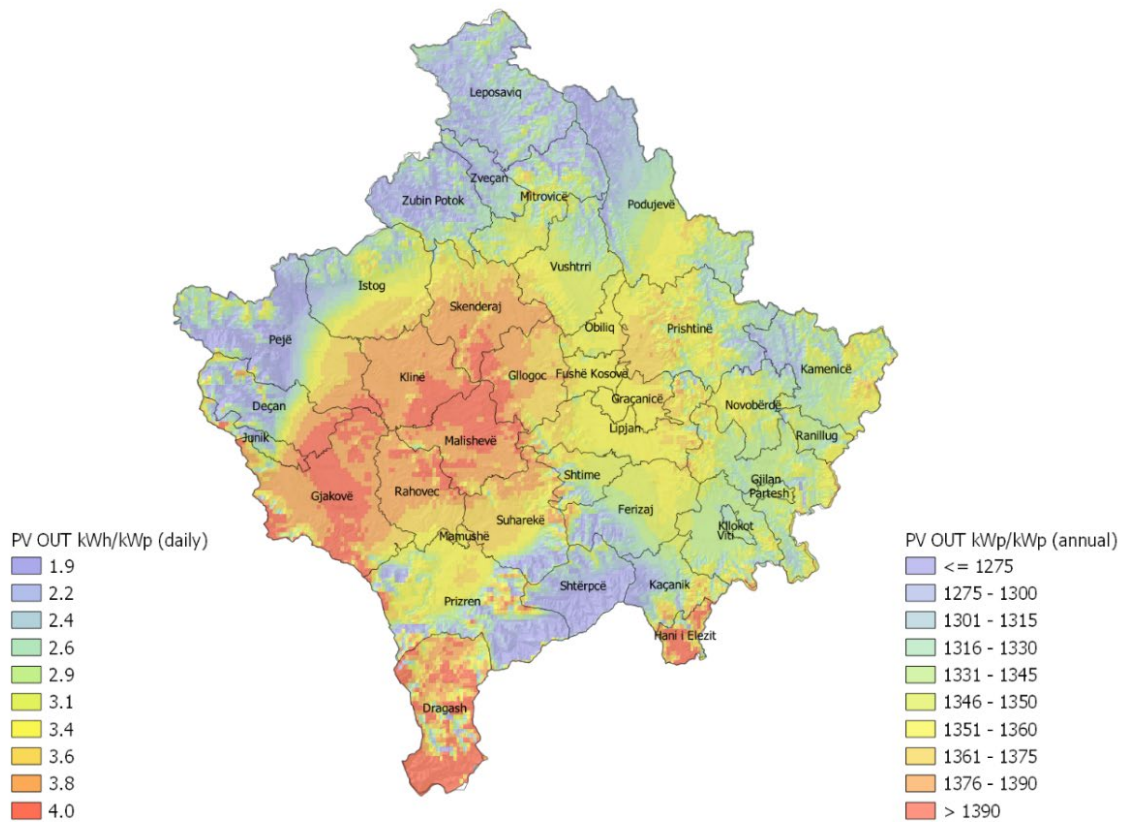 Leposaviq
Zveçan
Mitrovicë
Zubin Potok
Podujevë
Vushtrri
Istog
Skenderaj
Obiliq
Prishtinë
Pejë
Klinë
Gllogoc
Fushë Kosovë
Kamenicë
Deçan
Graçanicë
Novobërdë
Junik
Malishevë
Lipjan
Ranillug
Gjakovë
Rahovec
Shtime
Gjilan
Partesh
Suharekë
Ferizaj
Kllokot
Viti
Mamushë
Shtërpcë
Kaçanik
Prizren
Hani i Elezit
Dragash
PV OUT kWh/kWp (daily)
1.9
2.2
2.4
2.6
2.9
3.1
3.4
3.6
3.8
4.0
PV OUT kWp/kWp (annual)
<= 1275
1275 - 1300
1301 - 1315
1316 - 1330
1331 - 1345
1346 - 1350
1351 - 1360
1361 - 1375
1376 - 1390
> 1390